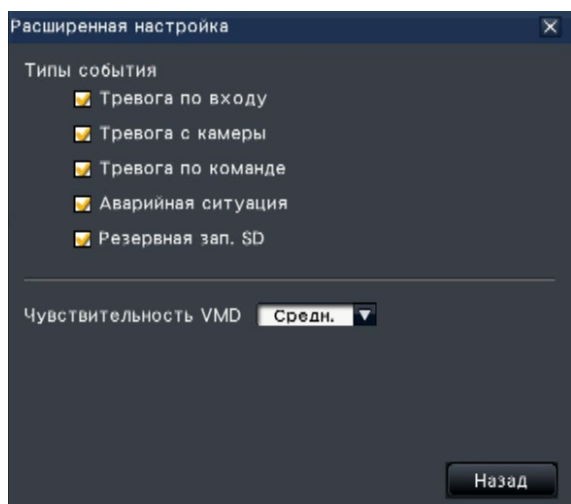 Расширенная настройка
Типы события
Тревога по входу
Тревога с камеры
Тревога по команде
Аварийная ситуация
Резервная зап. SD
Чувствительность VMD Средн.
Назад